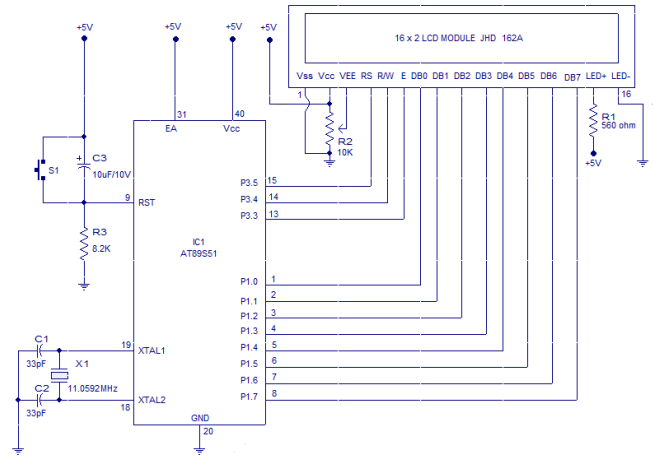 +5V
+5V
+5V
16 x 2 LCD MODULE JHD 162A
Vss Vcc VEE RS R/W E DB0 DB1 DB2 DB3 DB4 DB5 DB6 DB7 LED+ LED-
1
16
31
40
EA
Vcc
R2
10K
R1
560 ohm
+5V
S1
+
C3
10uF/10V
9
RST
R3
8.2K
P3.5
15
P3.4
14
P3.3
13
IC1
AT89S51
P1.0
1
P1.1
2
P1.2
3
P1.3
4
P1.4
5
P1.5
6
P1.6
7
P1.7
8
C1
33pF
19
XTAL1
X1
11.0592MHz
C2
33pF
18
XTAL2
GND
20